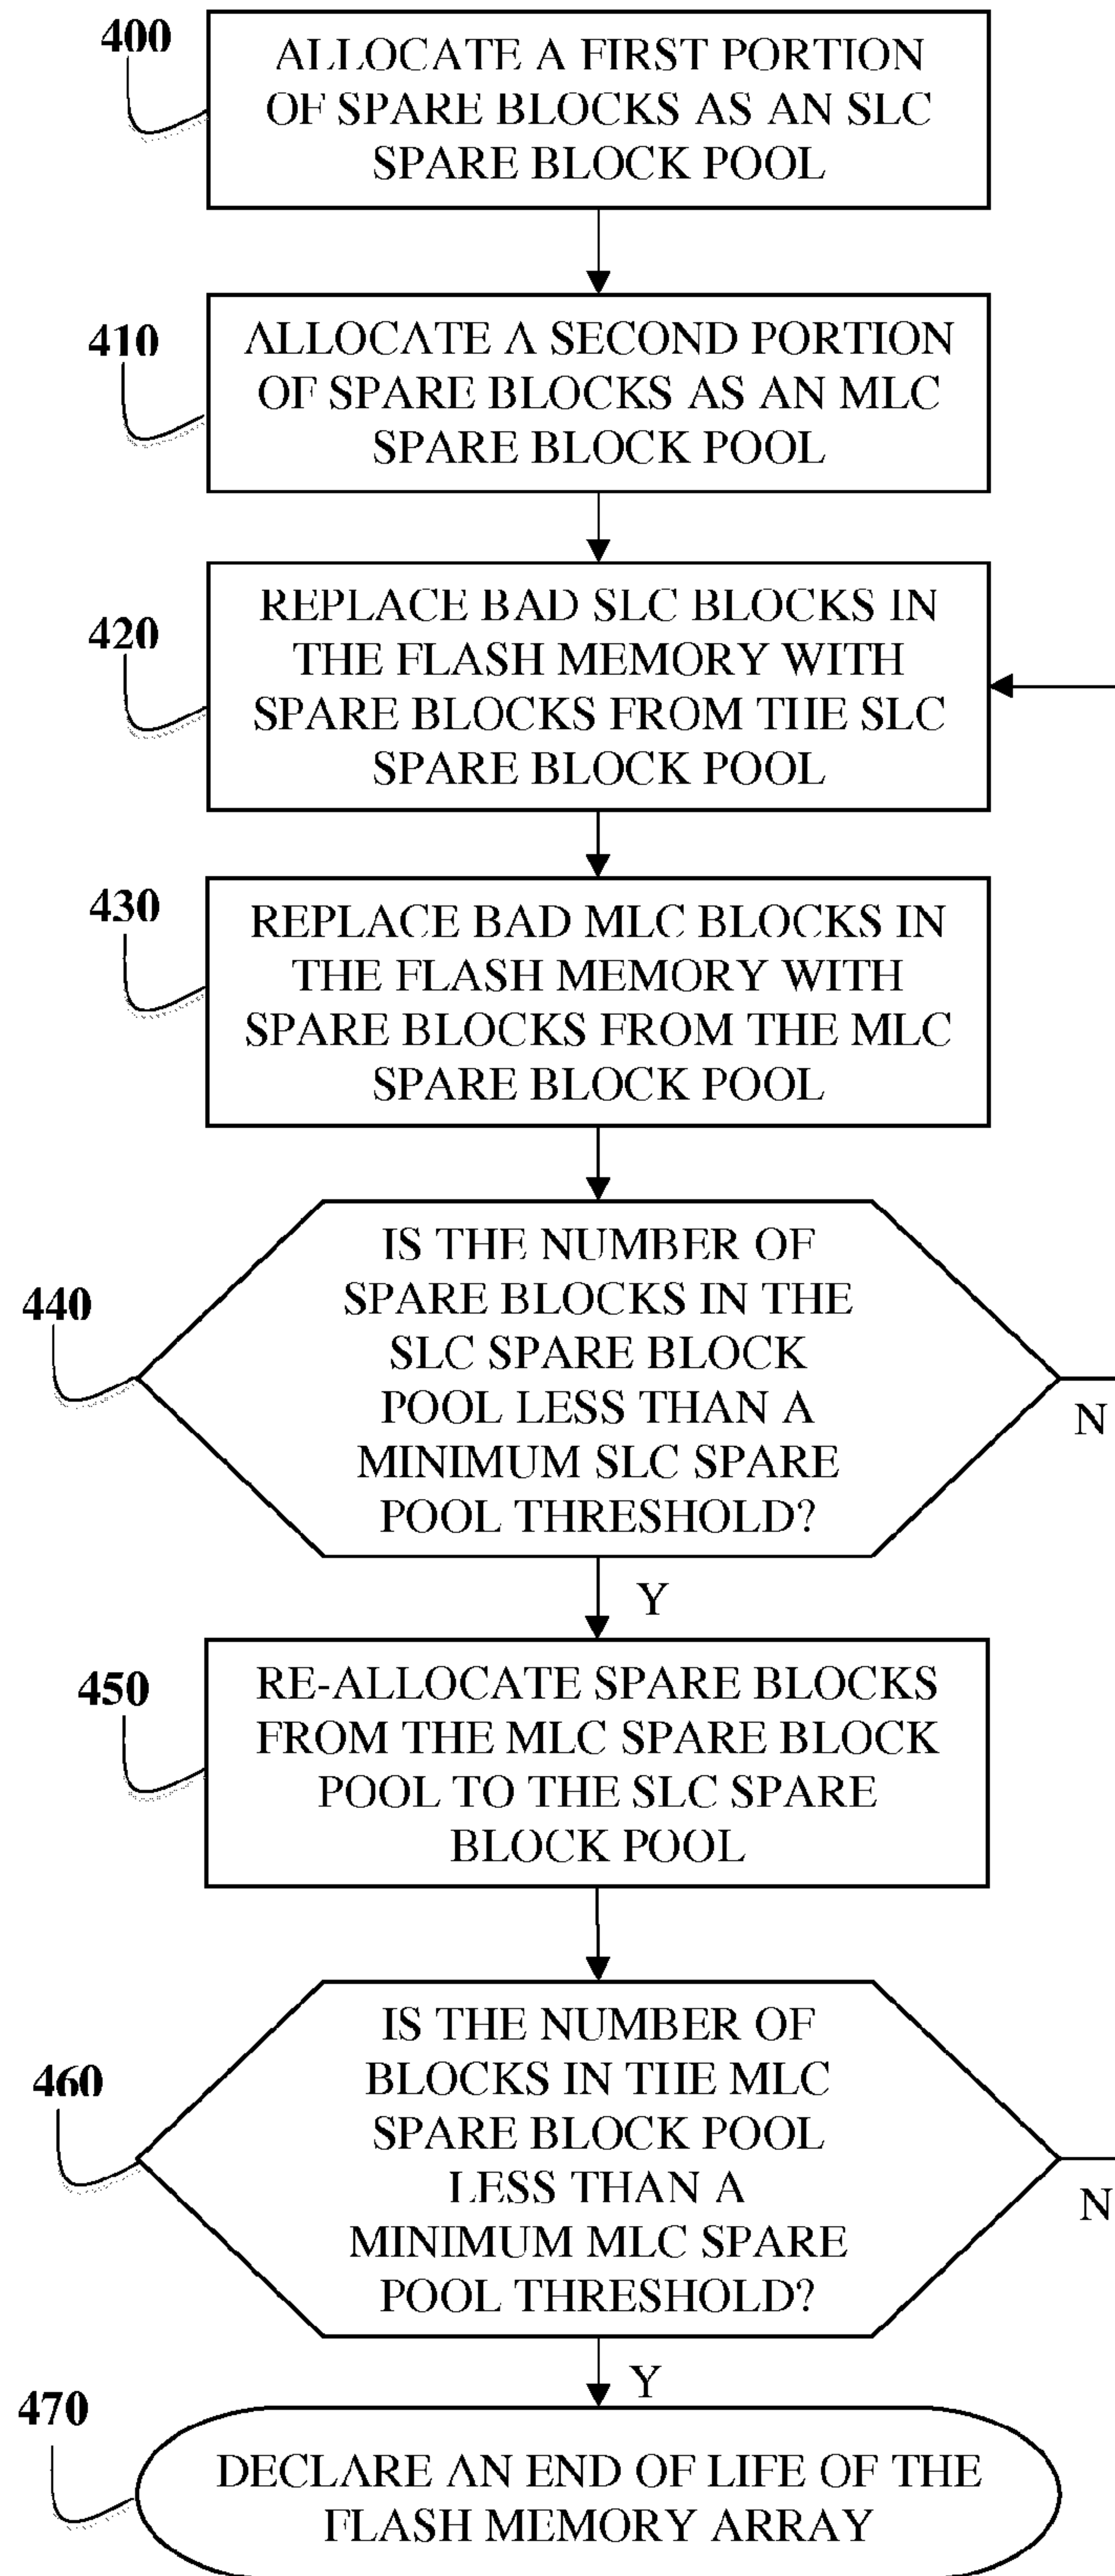 400
ALLOCATE A FIRST PORTION
OF SPARE BLOCKS AS AN SLC
SPARE BLOCK POOL
410
ALLOCATE A SECOND PORTION
OF SPARE BLOCKS AS AN MLC
SPARE BLOCK POOL
420
REPLACE BAD SLC BLOCKS IN
THE FLASH MEMORY WITH
SPARE BLOCKS FROM THE SLC
SPARE BLOCK POOL
430
REPLACE BAD MLC BLOCKS IN
THE FLASH MEMORY WITH
SPARE BLOCKS FROM THE MLC
SPARE BLOCK POOL
440
IS THE NUMBER OF
SPARE BLOCKS IN THE
SLC SPARE BLOCK
POOL LESS THAN A
MINIMUM SLC SPARE
POOL THRESHOLD?
N
Y
450
RE-ALLOCATE SPARE BLOCKS
FROM THE MLC SPARE BLOCK
POOL TO THE SLC SPARE
BLOCK POOL
460
IS THE NUMBER OF
BLOCKS IN THE MLC
SPARE BLOCK POOL
LESS THAN A
MINIMUM MLC SPARE
POOL THRESHOLD?
N
Y
470
DECLARE AN END OF LIFE OF THE
FLASH MEMORY ARRAY